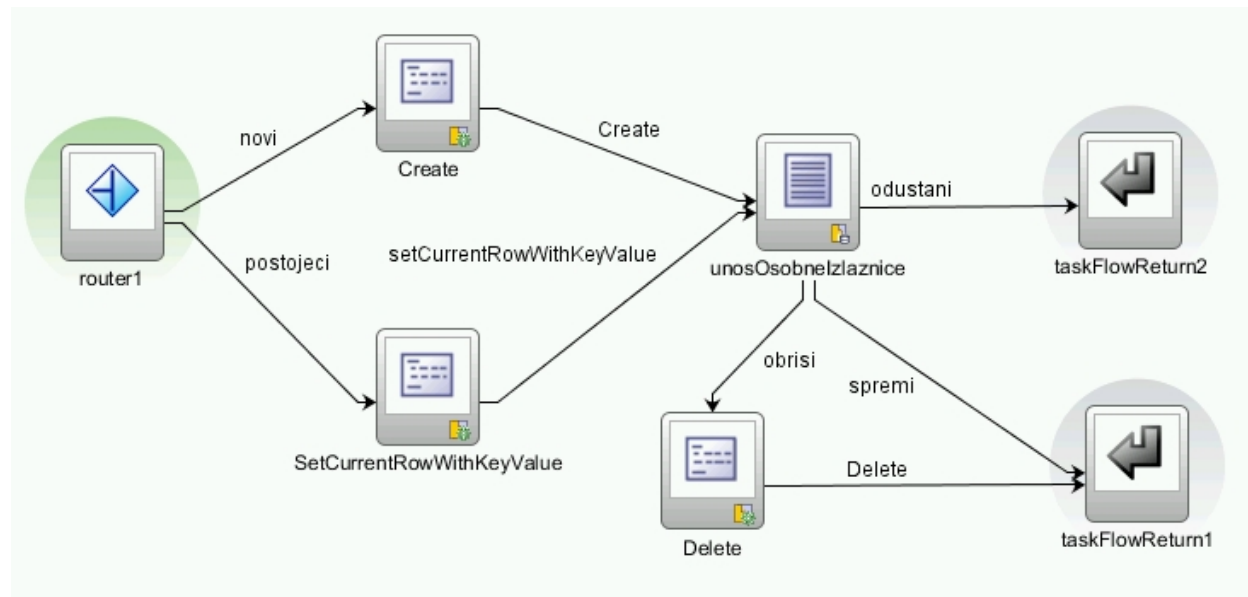 novi
Create
Create
odustani
router1
postojeci
setCurrentRowWithKeyValue
unosOsobneIzlaznice
taskFlowReturn2
obrisi
spremi
SetCurrentRowWithKeyValue
Delete
Delete
taskFlowReturn1